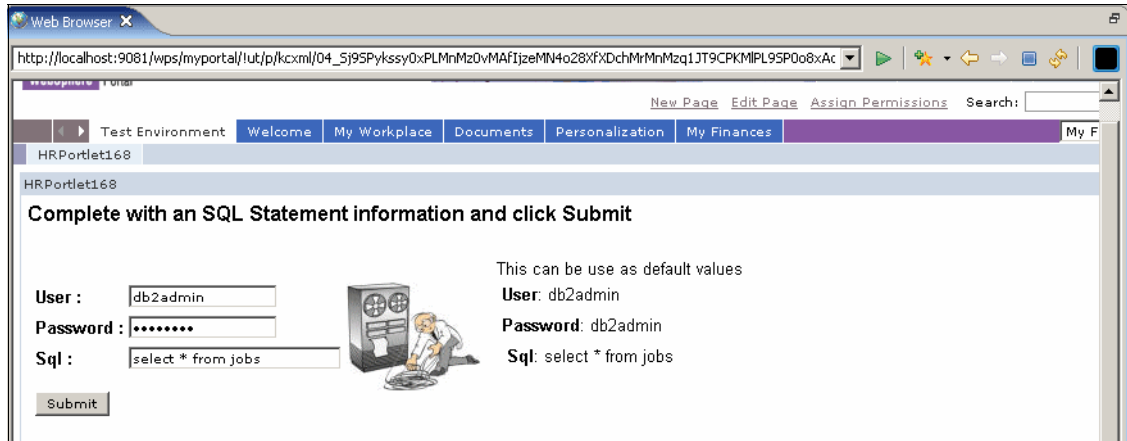 Web Browser
http://localhost:9081/wps/myportal/!ut/p/kcxml/04_Sj9SPykssy0xPLMnMz0vMAfIjzeMN4o28XfXDchMrMnMzq1JT9CPKMlPL9SP0o8xAc
New Page Edit Page Assign Permissions Search:
Test Environment Welcome My Workplace Documents Personalization My Finances My F
HRPortlet168
HRPortlet168
Complete with an SQL Statement information and click Submit
This can be use as default values
User : db2admin
User: db2admin
Password :
Password: db2admin
Sql : select * from jobs
Sql: select * from jobs
Submit